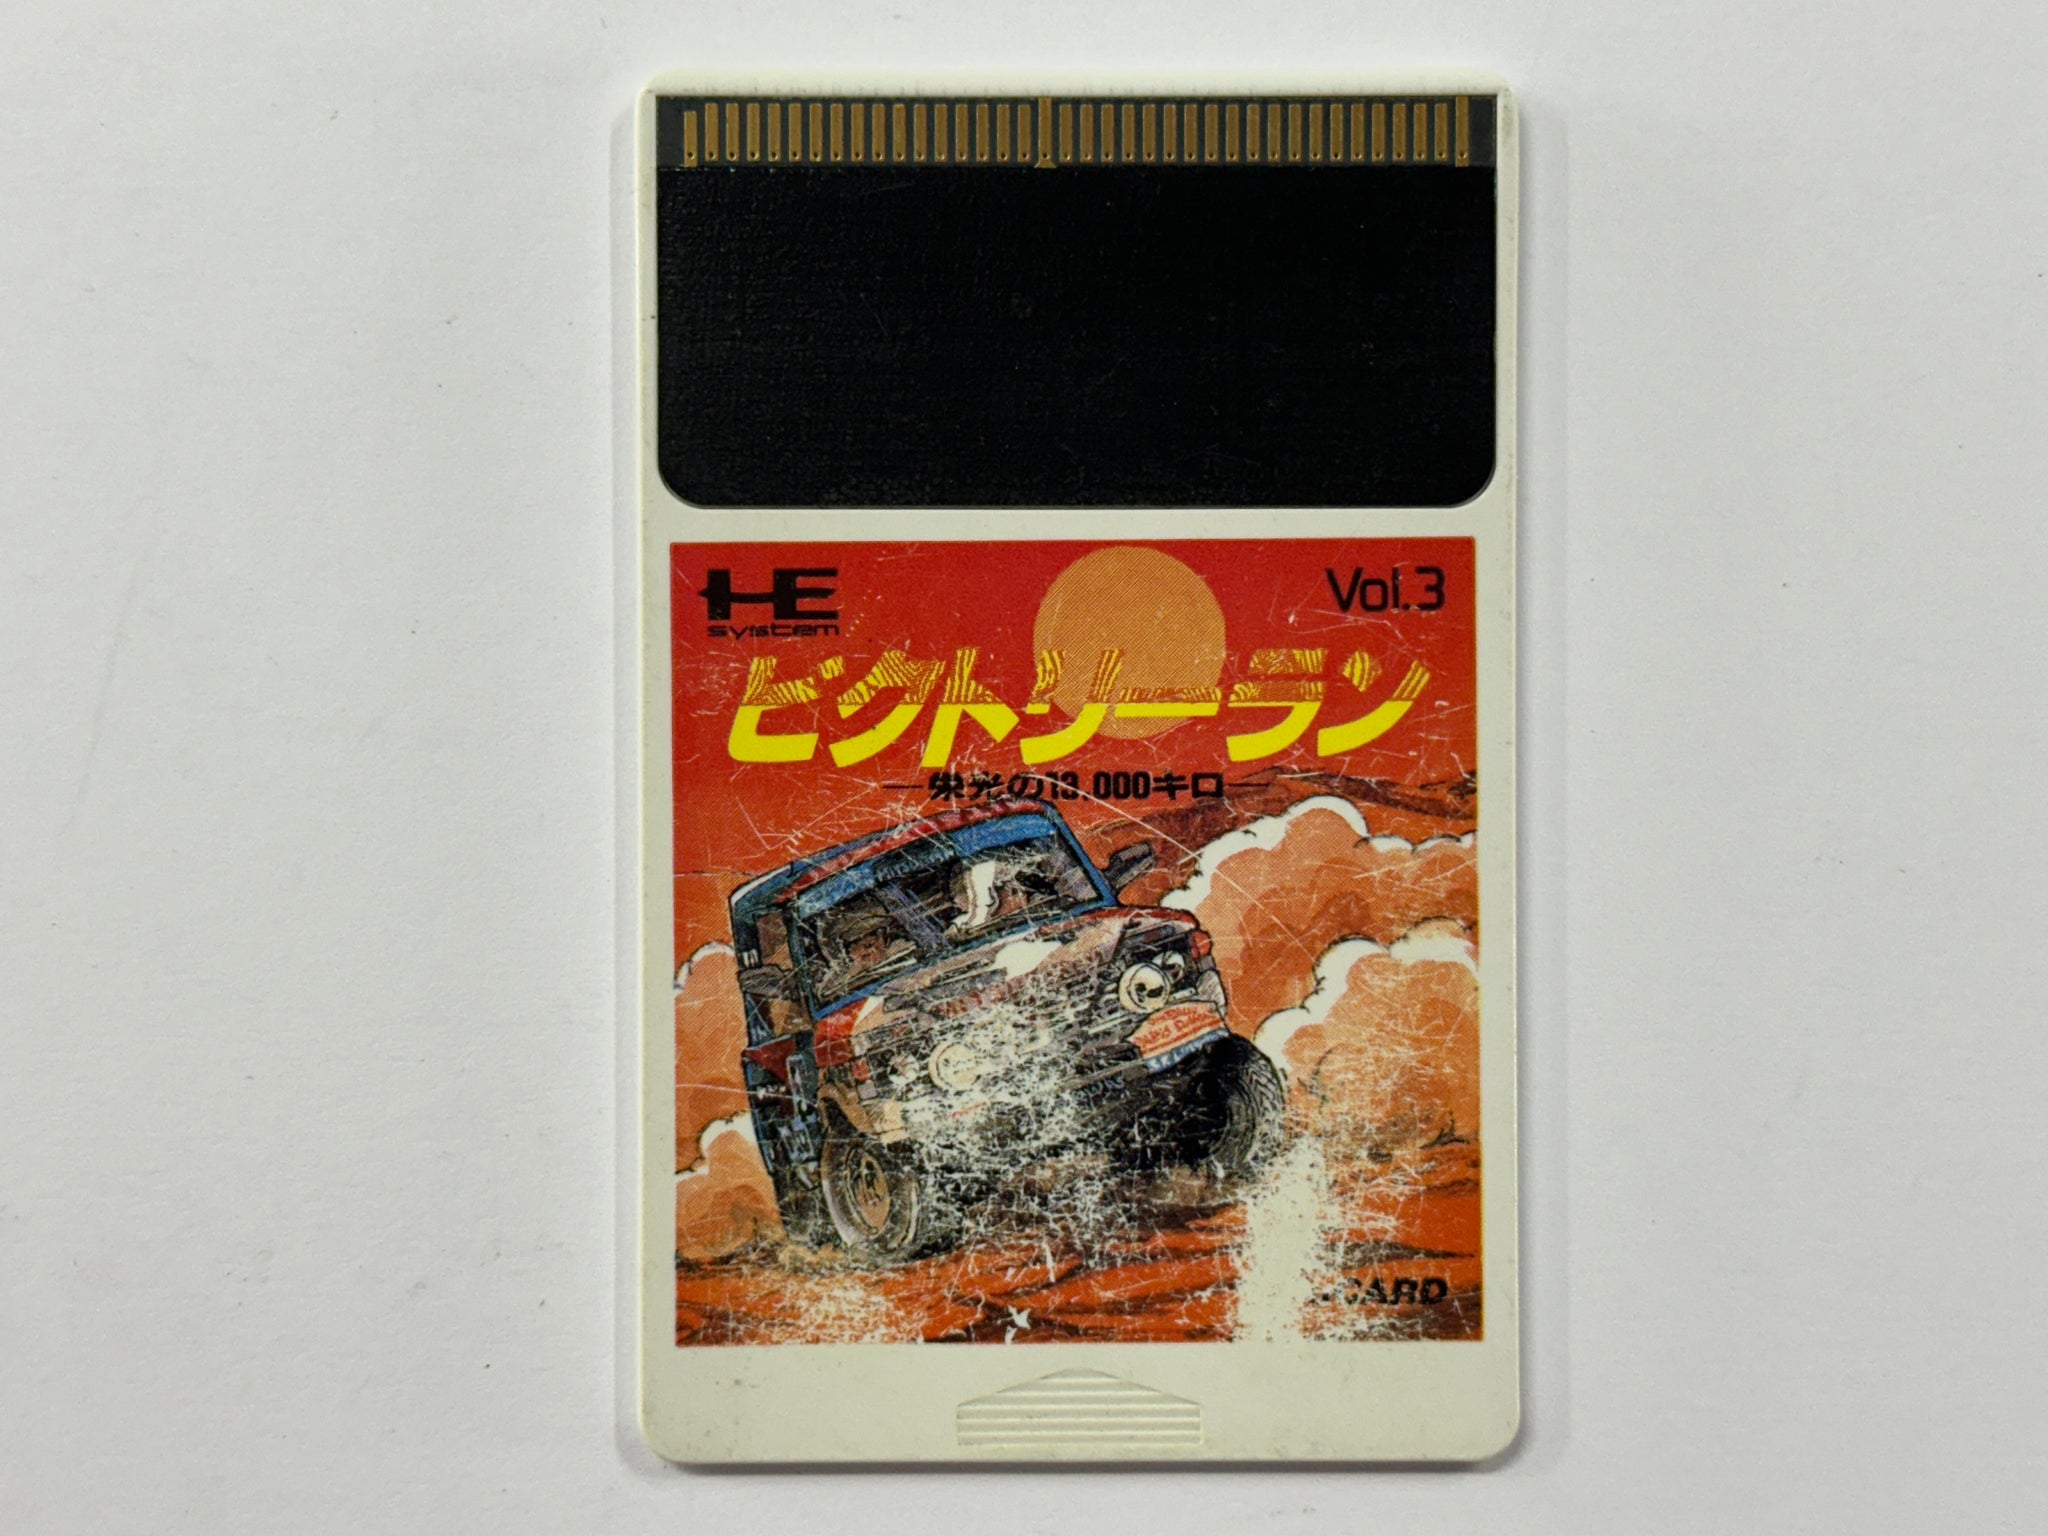 HE
system
Vol.3
ビクトリーラン
—栄光の13,000キロ—
CARD